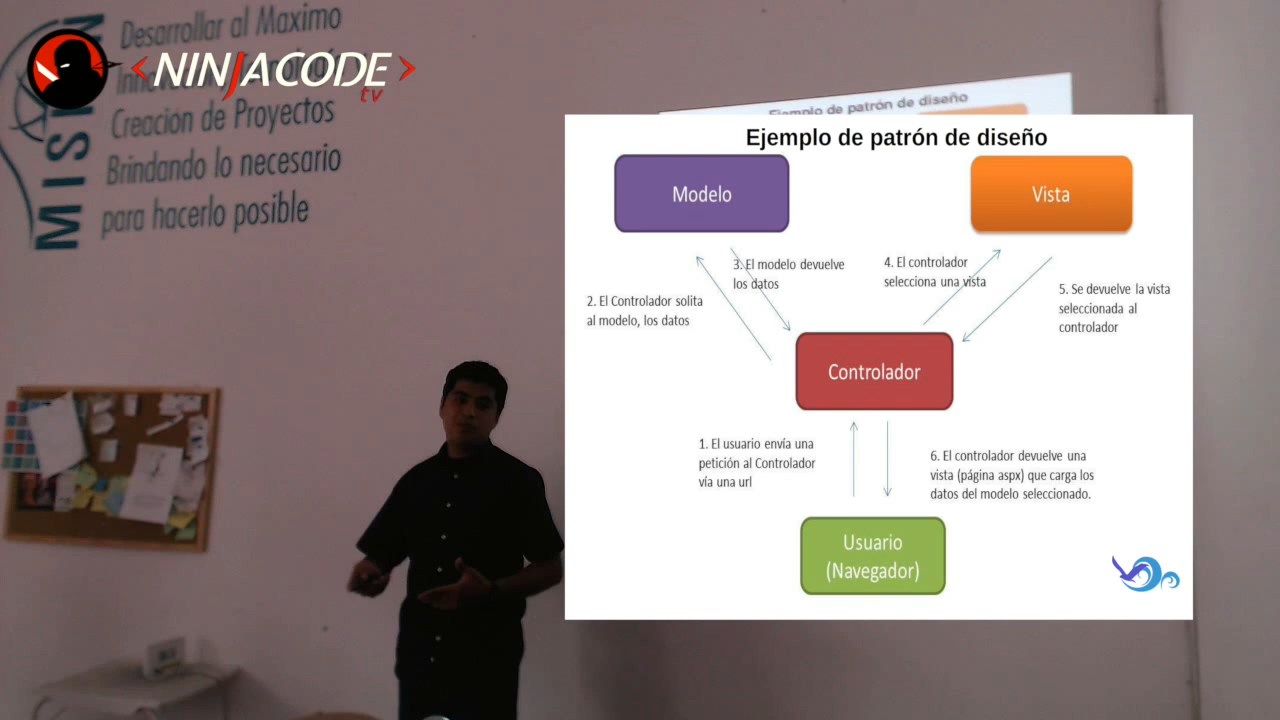 MISION
Desarrollar al Maximo
Creacion de Proyectos
Brindando lo necesario
para hacerlo posible
<NINJACODE>
tv
Ejemplo de patrón de diseño
Ejemplo de patrón de diseño
Modelo
Vista
3. El modelo devuelve
los datos
4. El controlador
selecciona una vista
2. El Controlador solita
al modelo, los datos
5. Se devuelve la vista
seleccionada al
controlador
Controlador
1. El usuario envía una
petición al Controlador
vía una url
6. El controlador devuelve una
vista (página aspx) que carga los
datos del modelo seleccionado.
Usuario
(Navegador)